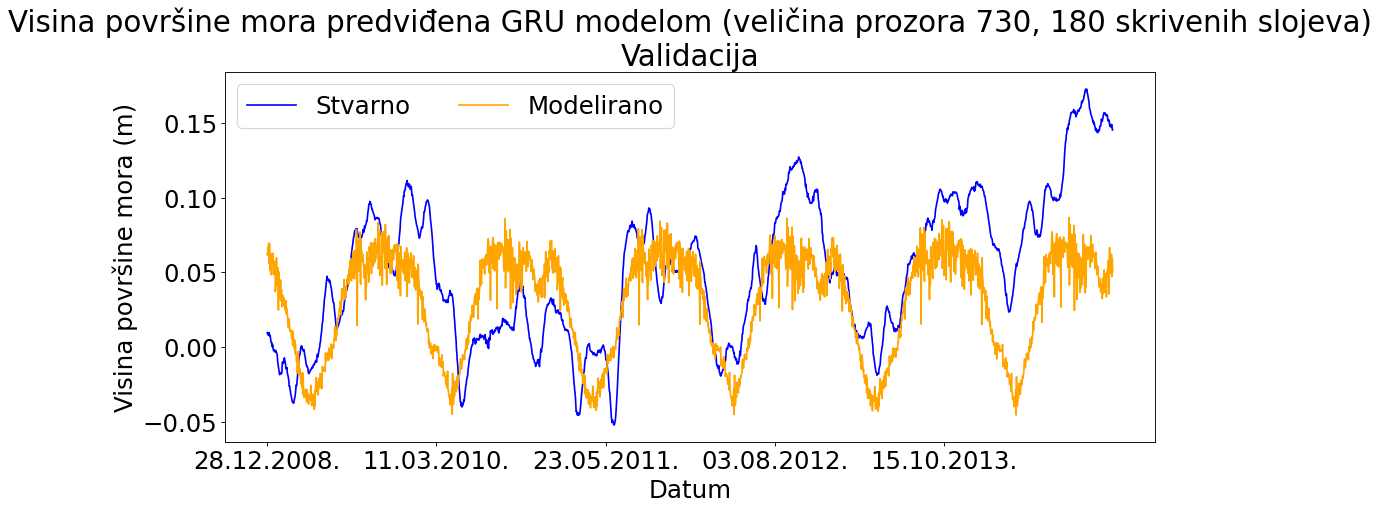 Visina površine mora predviđena GRU modelom (veličina prozora 730, 180 skrivenih slojeva)
Validacija
Stvarno
Modelirano
Visina površine mora (m)
0.15
0.10
0.05
0.00
−0.05
28.12.2008.
11.03.2010.
23.05.2011.
03.08.2012.
15.10.2013.
Datum